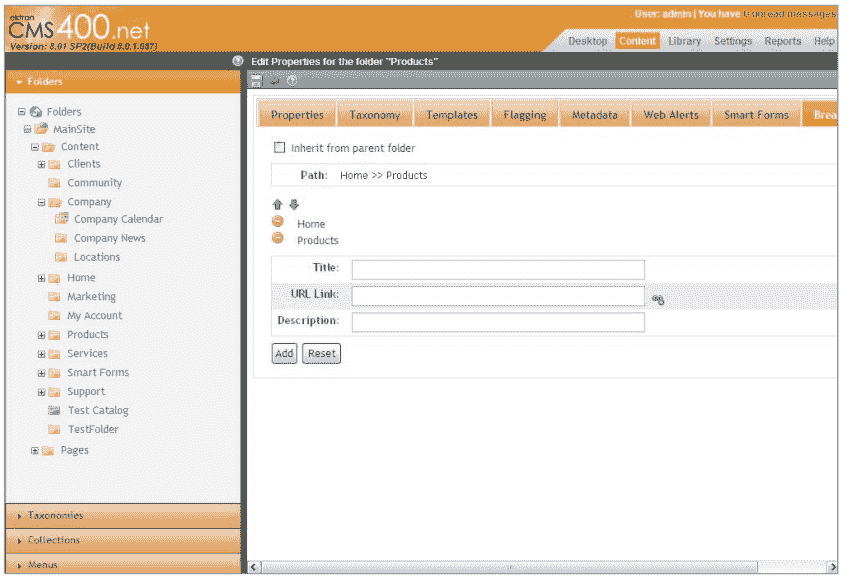 ektron
CMS400.net
Version: 8.01 SP2(Build 8.0.1.087)
User: admin | You have 0 unread messages
Desktop Content Library Settings Reports Help
Edit Properties for the folder "Products"
Folders
Folders
MainSite
Content
Clients
Community
Company
Company Calendar
Company News
Locations
Home
Marketing
My Account
Products
Services
Smart Forms
Support
Test Catalog
TestFolder
Pages
Taxonomies
Collections
Menus
Properties Taxonomy Templates Flagging Metadata Web Alerts Smart Forms Brea
Inherit from parent folder
Path: Home >> Products
Home
Products
Title:
URL Link:
Description:
Add Reset